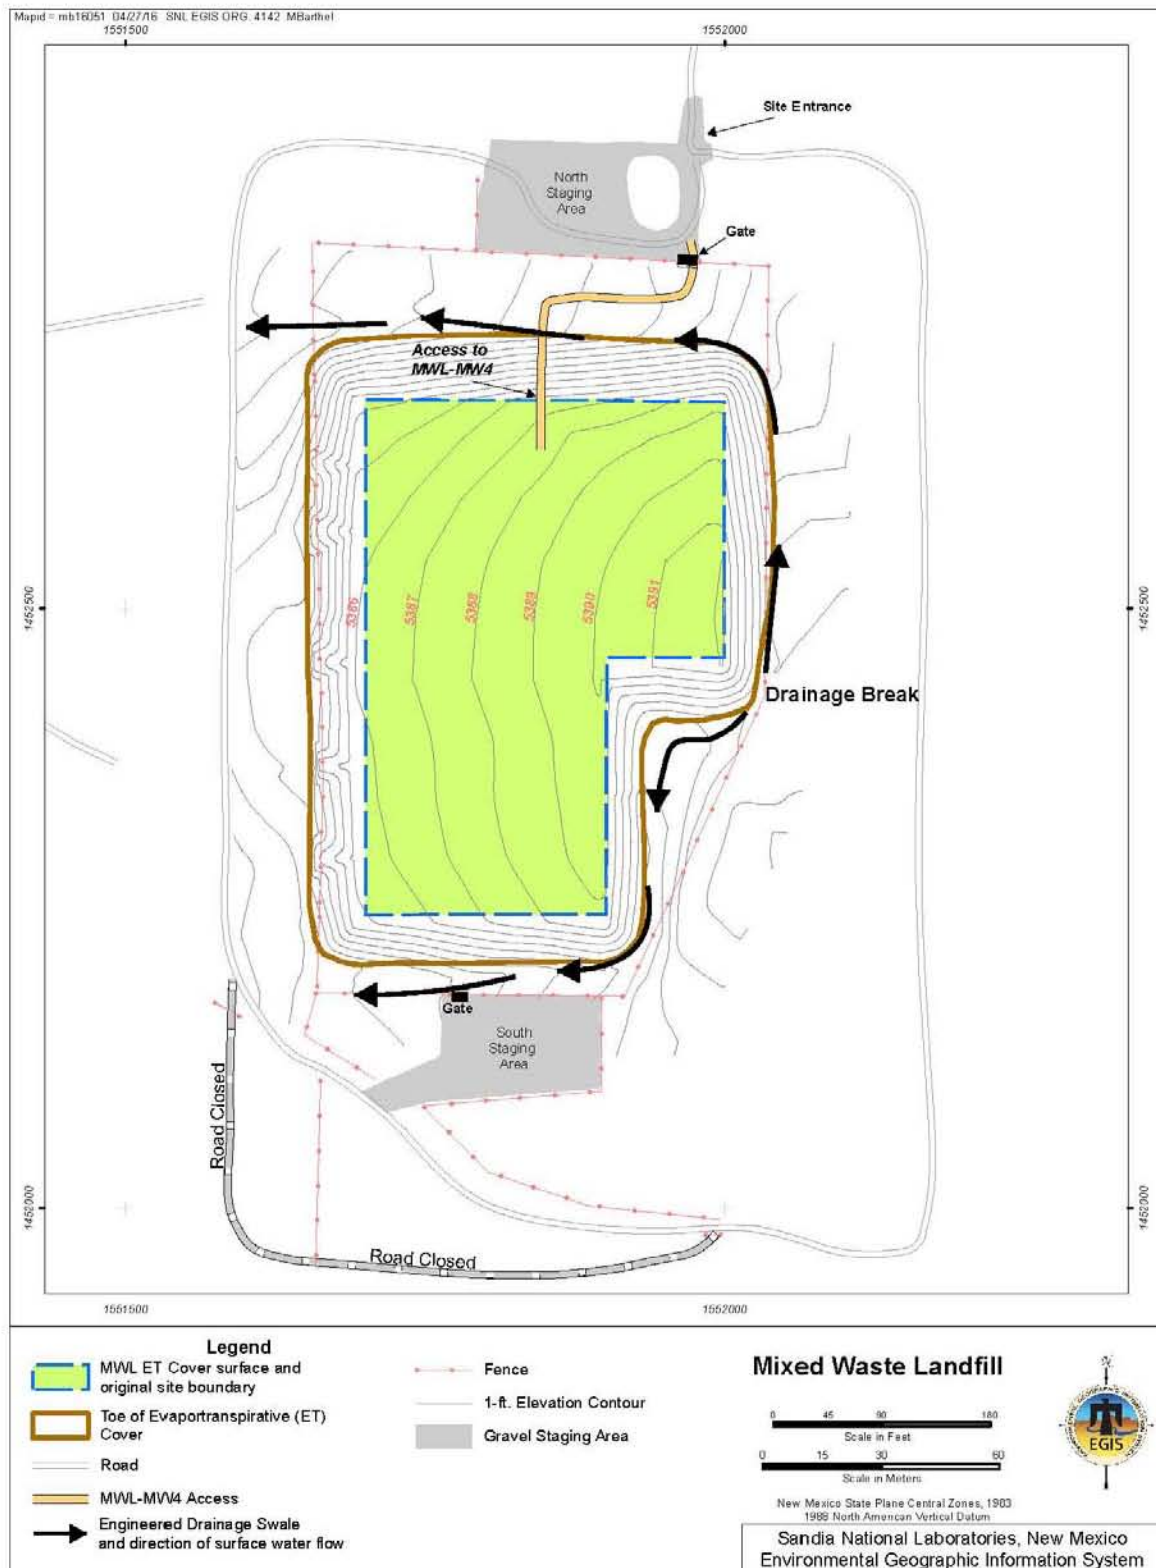 Mapid = mb16051 04/27/16 SNL EGIS ORG. 4142 MBarthel
1551500
1552000
Site Entrance
North
Staging
Area
Gate
Access to
MWL-MW4
1452500
5386
5387
5388
5389
5390
5391
1452500
Drainage Break
Gate
South
Staging
Area
Road Closed
1452000
1452000
Road Closed
1551500
1552000
Legend
MWL ET Cover surface and
original site boundary
Toe of Evaportranspirative (ET)
Cover
Road
MWL-MW4 Access
Engineered Drainage Swale
and direction of surface water flow
Fence
1-ft. Elevation Contour
Gravel Staging Area
Mixed Waste Landfill
0 45 90 180
Scale in Feet
0 15 30 60
Scale in Meters
New Mexico State Plane Central Zones, 1983
1988 North American Vertical Datum
N
EGIS
Sandia National Laboratories, New Mexico
Environmental Geographic Information System